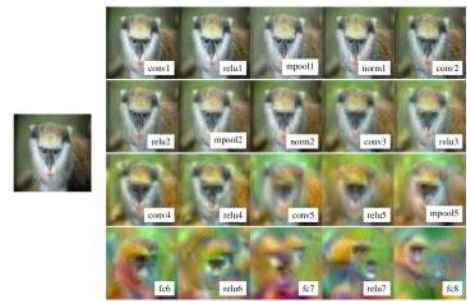 conv1 relu1 mpool1 norm1 conv2
relu2 mpool2 norm2 conv3 relu3
conv4 relu4 conv5 relu5 mpool5
fc6 relu6 fc7 relu7 fc8